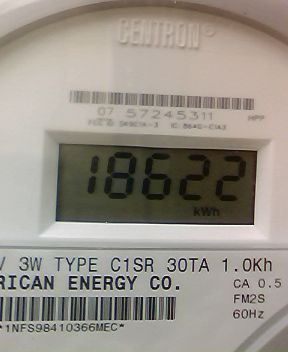 CENTRON®
07 57245311 HPP
18622
kWh
V 3W TYPE C1SR 30TA 1.0Kh
RICAN ENERGY CO. CA 0.5
FM2S
60Hz
*1NFS98410366MEC*